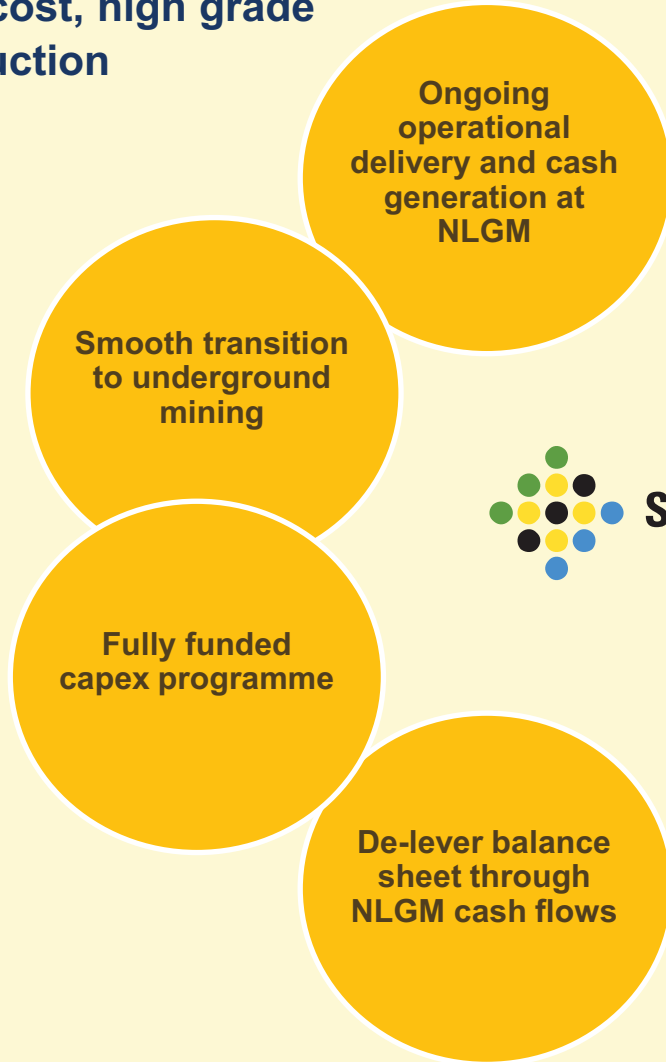 cost, high grade
Ongoing
operational
delivery and cash
generation at
NLGM
Smooth transition
to underground
mining
Fully funded
capex programme
De-lever balance
sheet through
NLGM cash flows